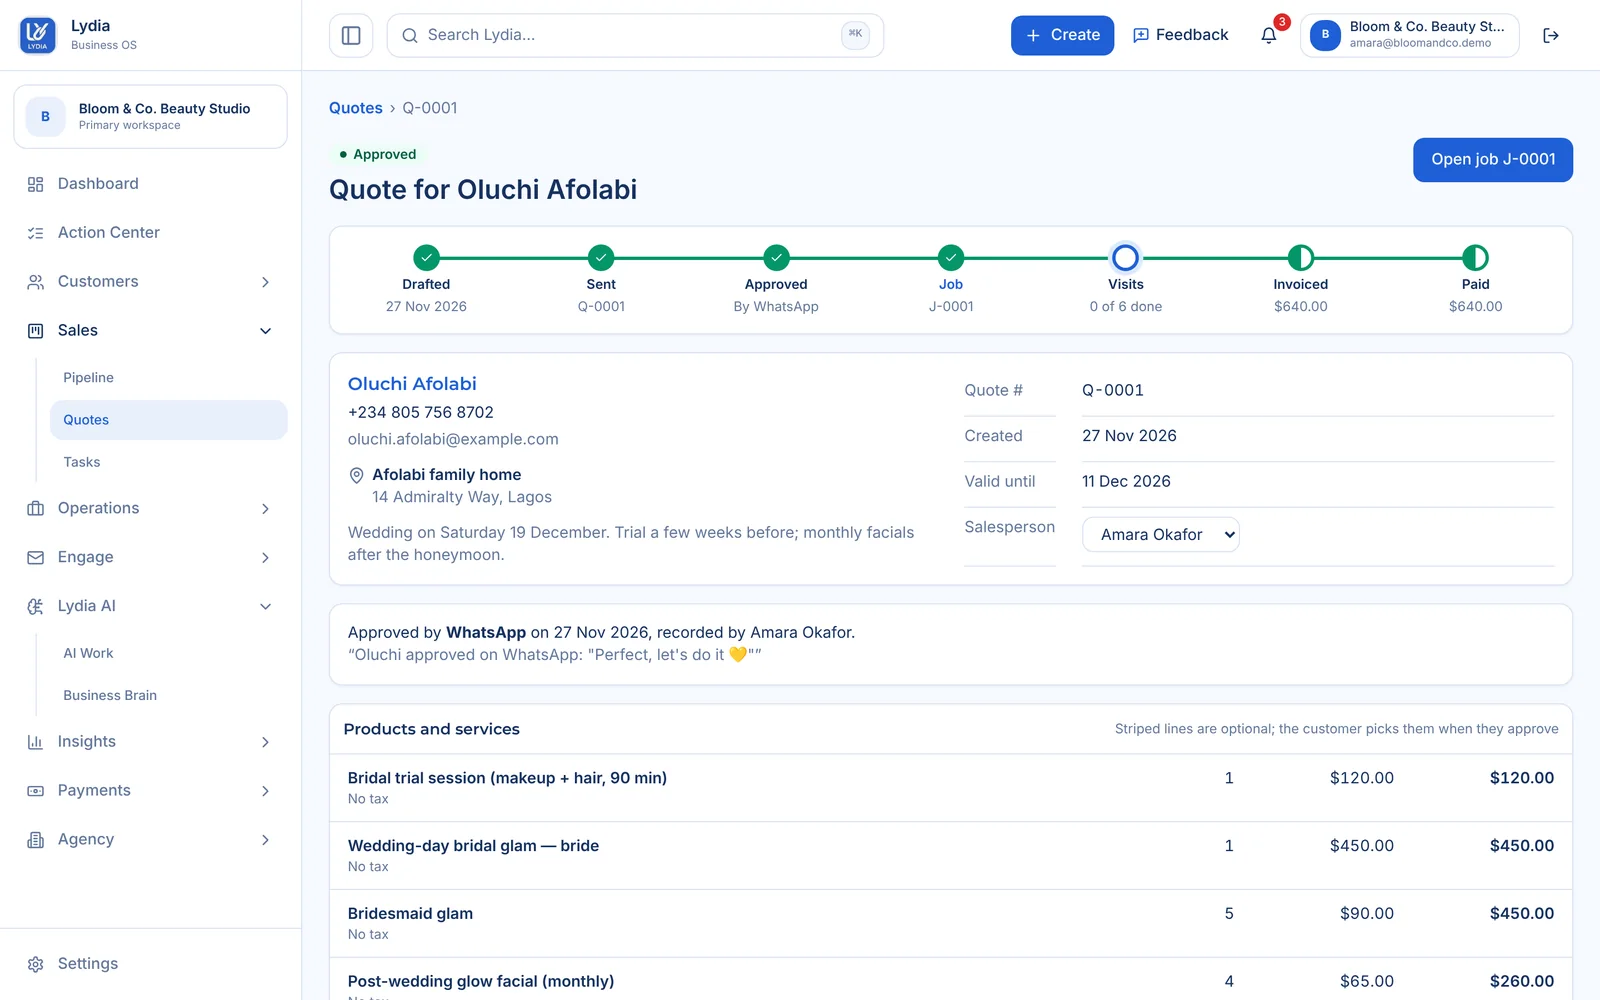 Lydia
Business OS
LYDIA
Search Lydia...
⌘K
+ Create
Feedback
3
B
Bloom & Co. Beauty St...
amara@bloomandco.demo
B
Bloom & Co. Beauty Studio
Primary workspace
Dashboard
Action Center
Customers
Sales
Pipeline
Quotes
Tasks
Operations
Engage
Lydia AI
AI Work
Business Brain
Insights
Payments
Agency
Settings
Quotes › Q-0001
Approved
Quote for Oluchi Afolabi
Open job J-0001
Drafted
27 Nov 2026
Sent
Q-0001
Approved
By WhatsApp
Job
J-0001
Visits
0 of 6 done
Invoiced
$640.00
Paid
$640.00
Oluchi Afolabi
+234 805 756 8702
oluchi.afolabi@example.com
Afolabi family home
14 Admiralty Way, Lagos
Wedding on Saturday 19 December. Trial a few weeks before; monthly facials
after the honeymoon.
Quote # Q-0001
Created 27 Nov 2026
Valid until 11 Dec 2026
Salesperson Amara Okafor
Approved by WhatsApp on 27 Nov 2026, recorded by Amara Okafor.
“Oluchi approved on WhatsApp: "Perfect, let's do it 💛"”
Products and services
Striped lines are optional; the customer picks them when they approve
Bridal trial session (makeup + hair, 90 min) 1 $120.00 $120.00
No tax
Wedding-day bridal glam — bride 1 $450.00 $450.00
No tax
Bridesmaid glam 5 $90.00 $450.00
No tax
Post-wedding glow facial (monthly) 4 $65.00 $260.00
No tax